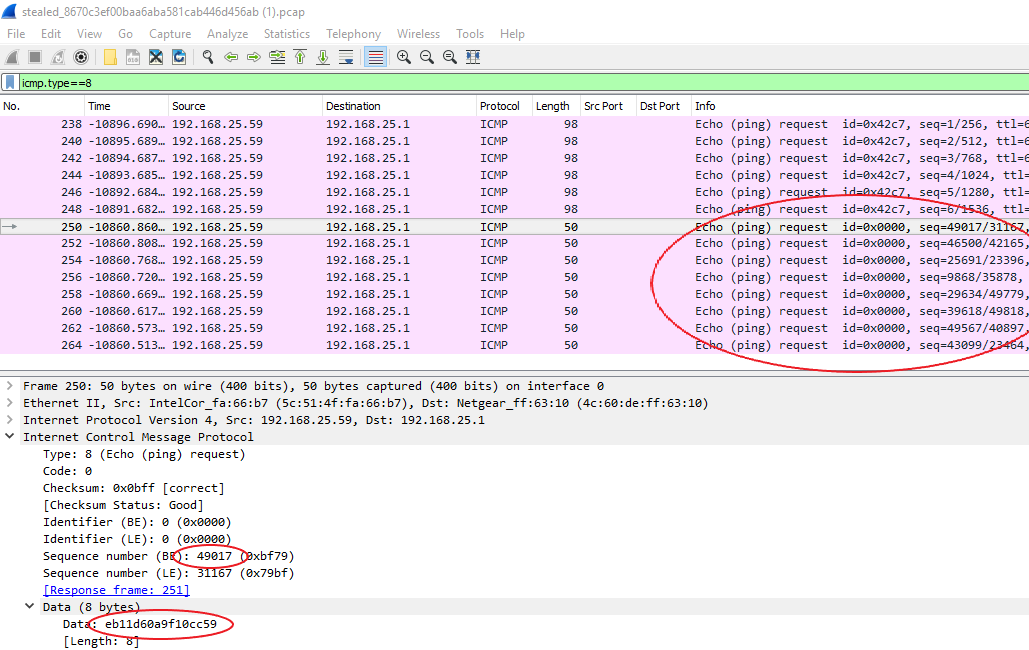 stealed_8670c3ef00baa6aba581cab446d456ab (1).pcap
File Edit View Go Capture Analyze Statistics Telephony Wireless Tools Help
icmp.type==8
No. Time Source Destination Protocol Length Src Port Dst Port Info
238 -10896.690… 192.168.25.59 192.168.25.1 ICMP 98 Echo (ping) request id=0x42c7, seq=1/256, ttl=6
240 -10895.689… 192.168.25.59 192.168.25.1 ICMP 98 Echo (ping) request id=0x42c7, seq=2/512, ttl=6
242 -10894.687… 192.168.25.59 192.168.25.1 ICMP 98 Echo (ping) request id=0x42c7, seq=3/768, ttl=6
244 -10893.685… 192.168.25.59 192.168.25.1 ICMP 98 Echo (ping) request id=0x42c7, seq=4/1024, ttl=
246 -10892.684… 192.168.25.59 192.168.25.1 ICMP 98 Echo (ping) request id=0x42c7, seq=5/1280, ttl=
248 -10891.682… 192.168.25.59 192.168.25.1 ICMP 98 Echo (ping) request id=0x42c7, seq=6/1536, ttl=
250 -10860.860… 192.168.25.59 192.168.25.1 ICMP 50 Echo (ping) request id=0x0000, seq=49017/31167,
252 -10860.808… 192.168.25.59 192.168.25.1 ICMP 50 Echo (ping) request id=0x0000, seq=46500/42165,
254 -10860.768… 192.168.25.59 192.168.25.1 ICMP 50 Echo (ping) request id=0x0000, seq=25691/23396,
256 -10860.720… 192.168.25.59 192.168.25.1 ICMP 50 Echo (ping) request id=0x0000, seq=9868/35878,
258 -10860.669… 192.168.25.59 192.168.25.1 ICMP 50 Echo (ping) request id=0x0000, seq=29634/49779,
260 -10860.617… 192.168.25.59 192.168.25.1 ICMP 50 Echo (ping) request id=0x0000, seq=39618/49818,
262 -10860.573… 192.168.25.59 192.168.25.1 ICMP 50 Echo (ping) request id=0x0000, seq=49567/40897,
264 -10860.513… 192.168.25.59 192.168.25.1 ICMP 50 Echo (ping) request id=0x0000, seq=43099/23464,
Frame 250: 50 bytes on wire (400 bits), 50 bytes captured (400 bits) on interface 0
Ethernet II, Src: IntelCor_fa:66:b7 (5c:51:4f:fa:66:b7), Dst: Netgear_ff:63:10 (4c:60:de:ff:63:10)
Internet Protocol Version 4, Src: 192.168.25.59, Dst: 192.168.25.1
Internet Control Message Protocol
Type: 8 (Echo (ping) request)
Code: 0
Checksum: 0x0bff [correct]
[Checksum Status: Good]
Identifier (BE): 0 (0x0000)
Identifier (LE): 0 (0x0000)
Sequence number (BE): 49017 (0xbf79)
Sequence number (LE): 31167 (0x79bf)
[Response frame: 251]
Data (8 bytes)
Data: eb11d60a9f10cc59
[Length: 8]